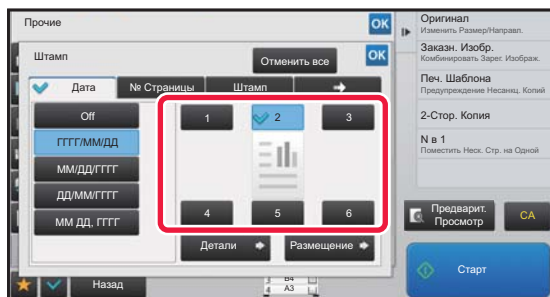 Прочие
OK
Штамп
Отменить все
OK
Дата
№ Страницы
Штамп
Off
ГГГГ/ММ/ДД
ММ/ДД/ГГГГ
ДД/ММ/ГГГГ
ММ ДД, ГГГГ
1
2
3
4
5
6
Детали
Размещение
Назад
B4
A3
Оригинал
Изменить Размер/Направл.
Заказн. Изобр.
Комбинировать Зарег. Изображ.
Печ. Шаблона
Предупреждение Несанкц. Копий
2-Стор. Копия
N в 1
Поместить Неск. Стр. на Одной
Предварит.
Просмотр
CA
Старт